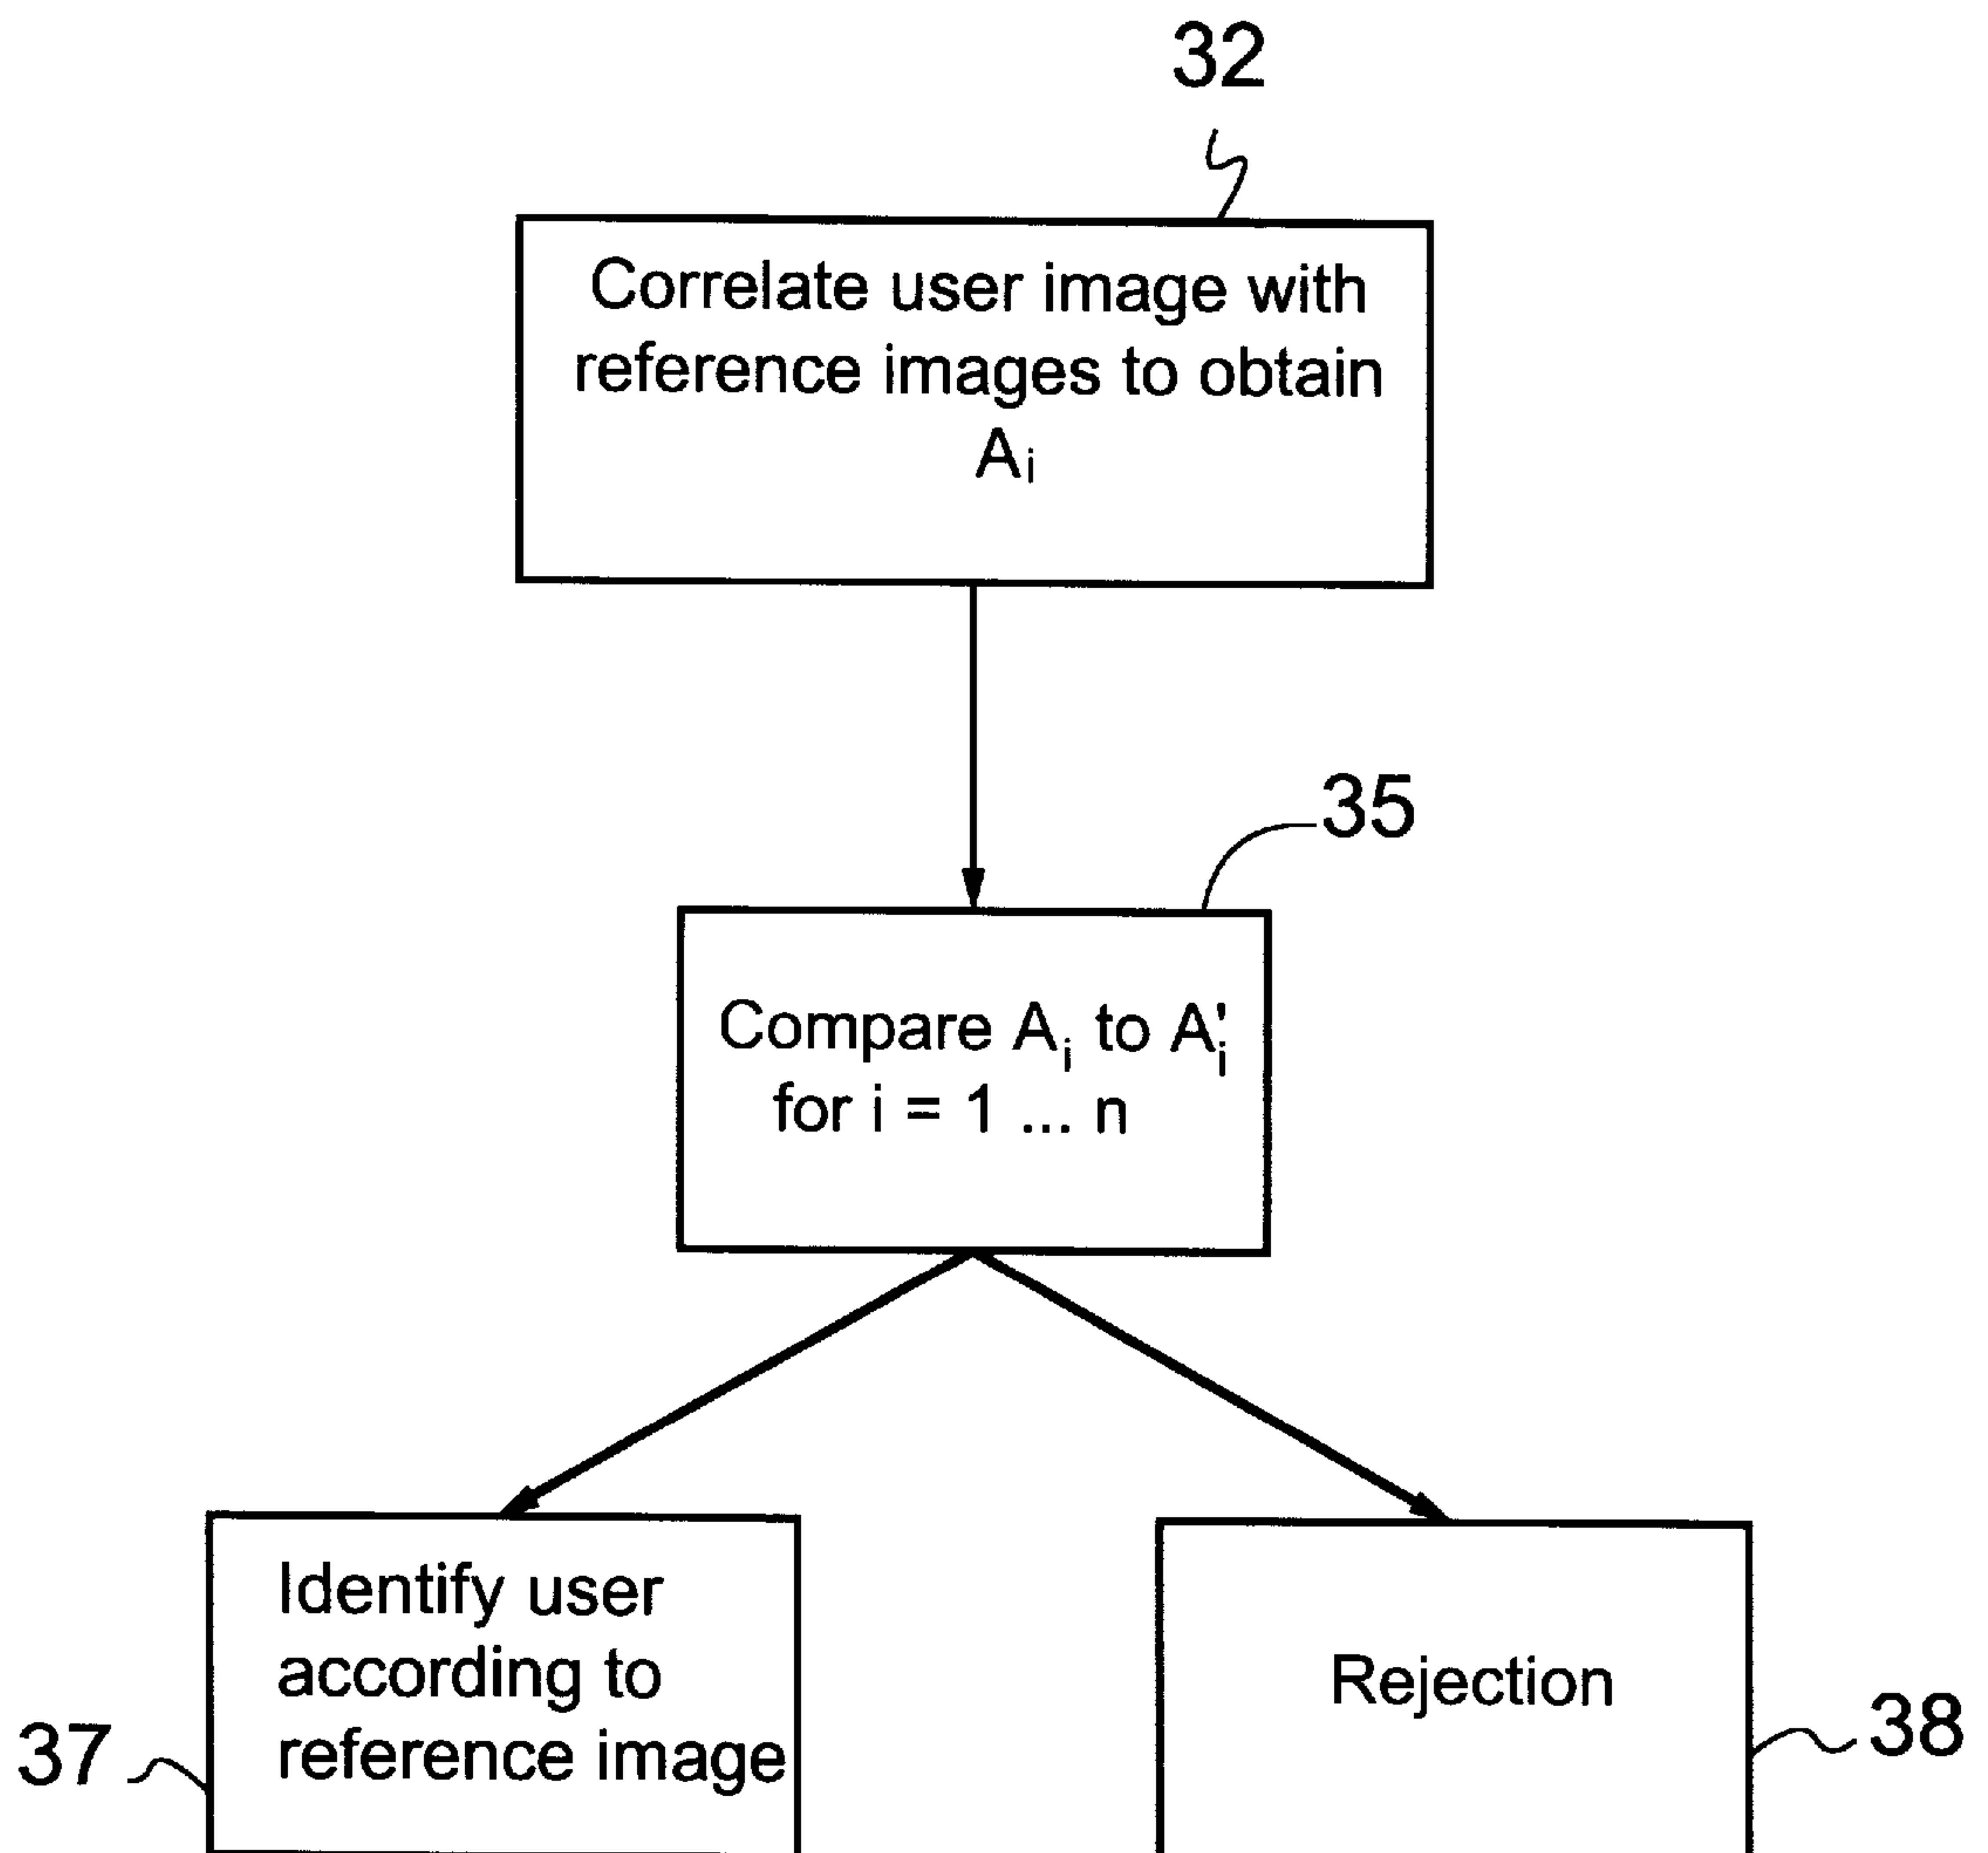 32
Correlate user image with
reference images to obtain
Aᵢ
35
Compare Aᵢ to A'ᵢ
for i = 1 ... n
Identify user
according to
reference image
37
Rejection
38